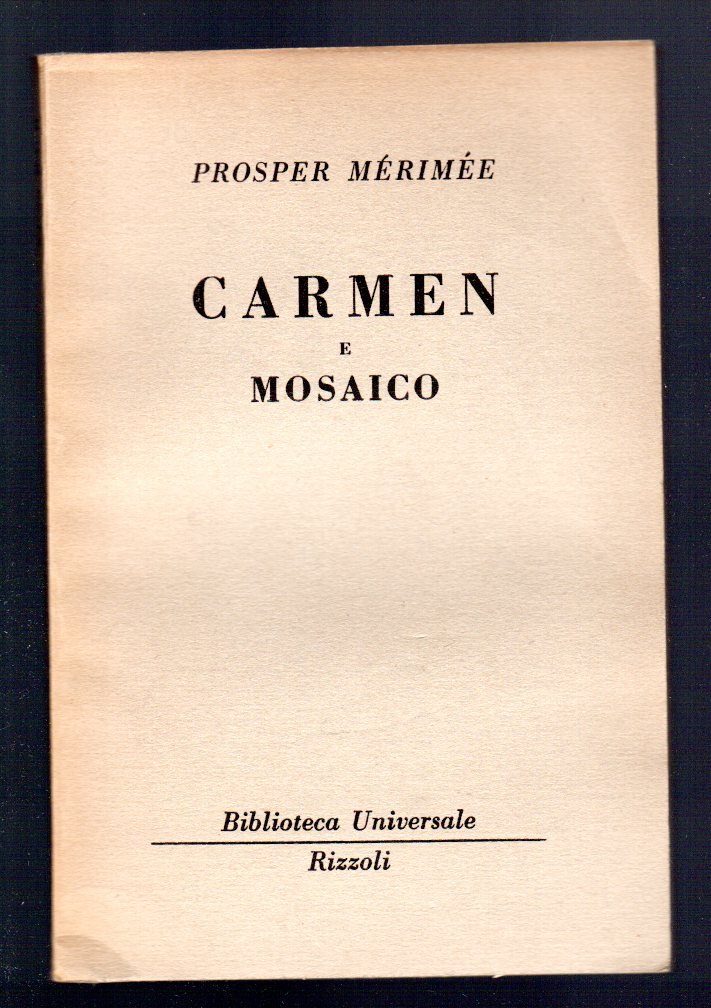 PROSPER MÉRIMÉE
CARMEN
E
MOSAICO
Biblioteca Universale
Rizzoli